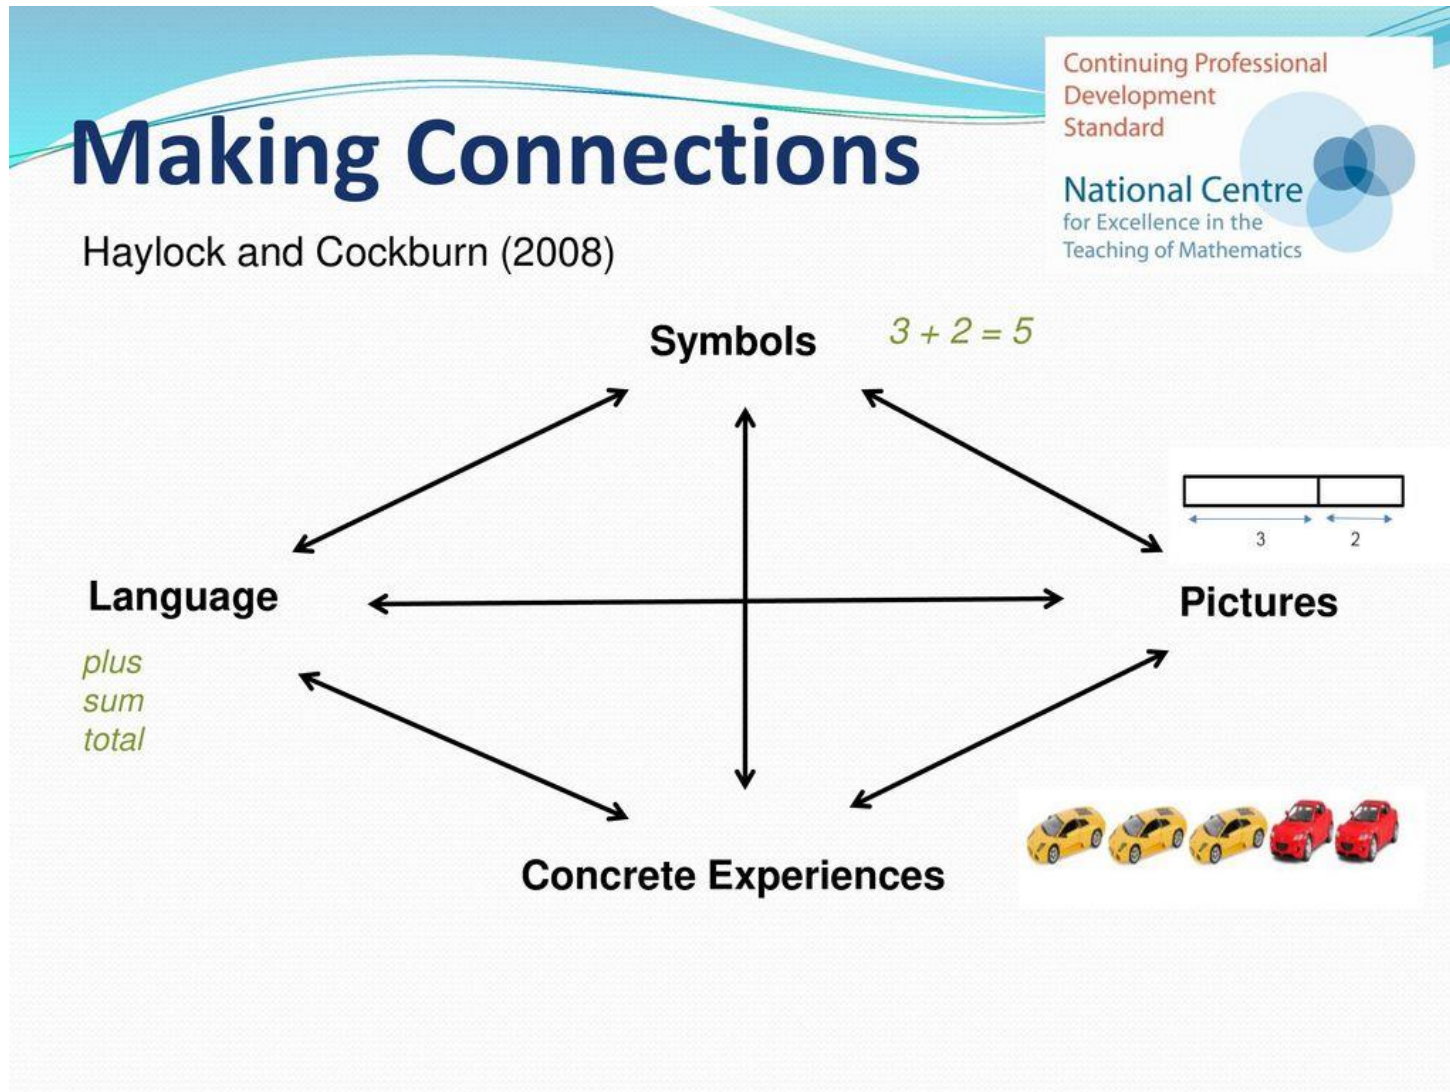 Making Connections
Continuing Professional
Development
Standard
National Centre
for Excellence in the
Teaching of Mathematics
Haylock and Cockburn (2008)
Symbols
3 + 2 = 5
3
2
Language
Pictures
plus
sum
total
Concrete Experiences